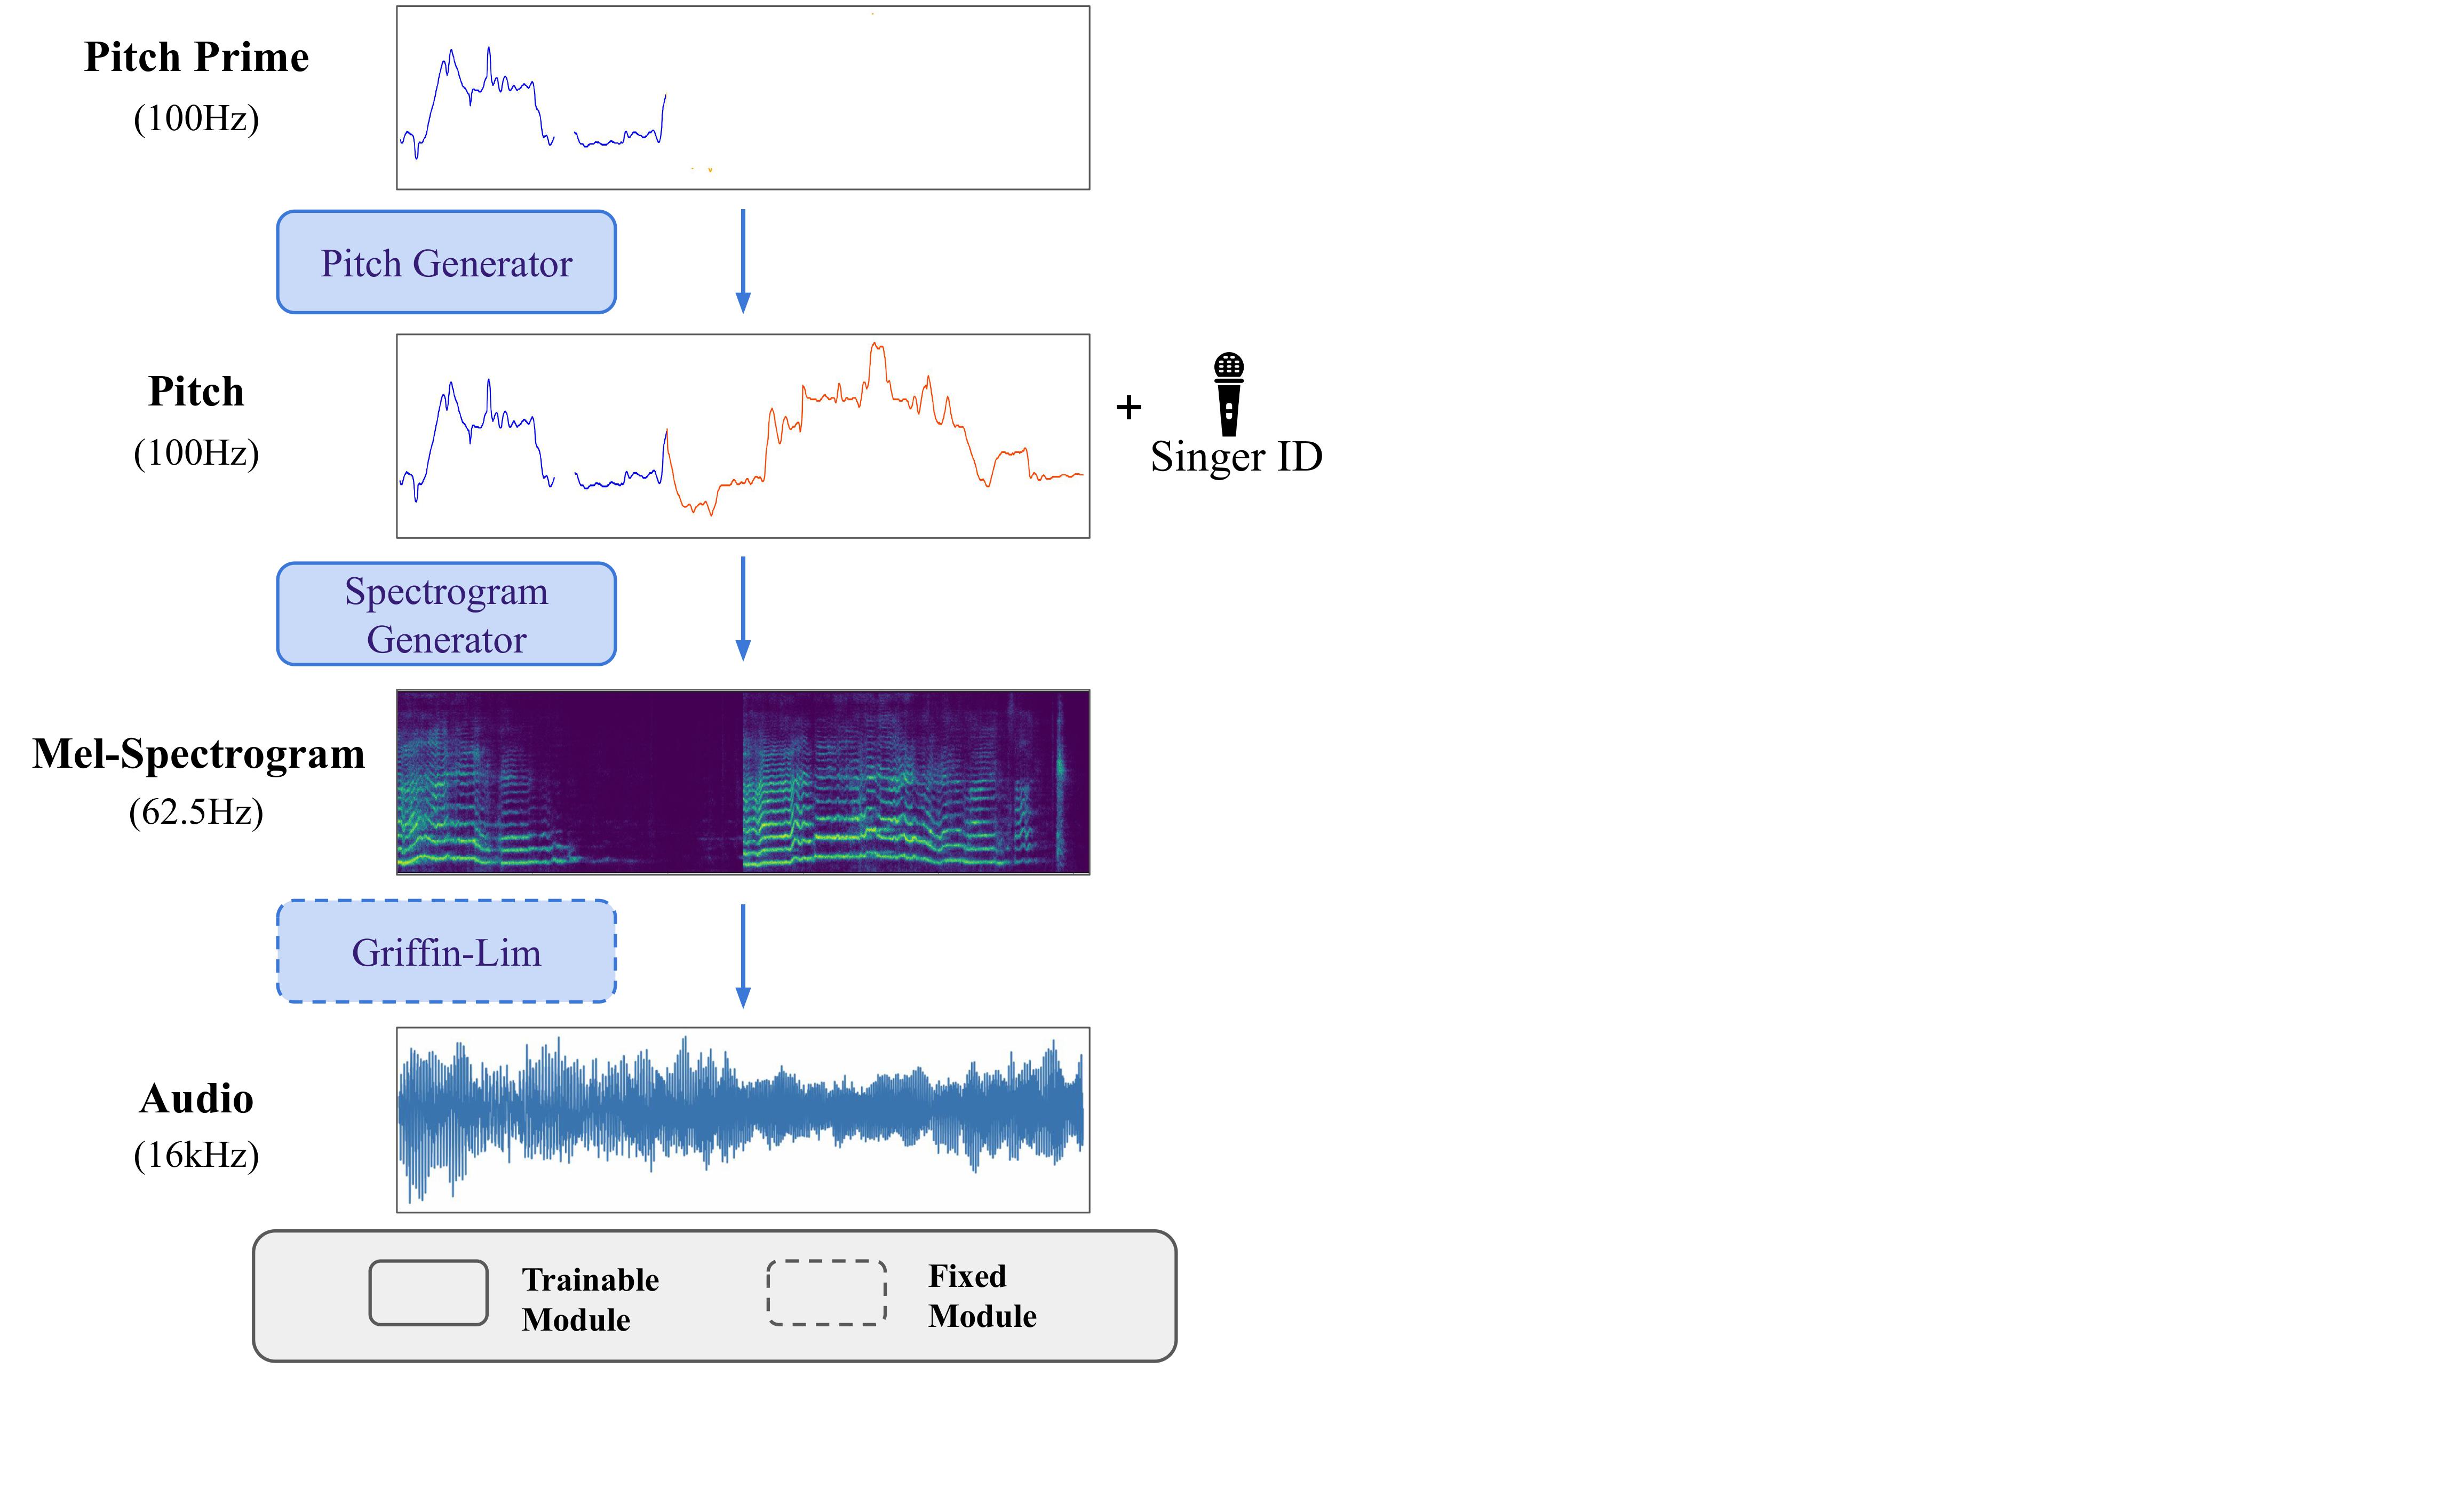 Pitch Prime
(100Hz)
Pitch Generator
Pitch
(100Hz)
+
Singer ID
Spectrogram
Generator
Mel-Spectrogram
(62.5Hz)
Griffin-Lim
Audio
(16kHz)
Trainable
Module
Fixed
Module